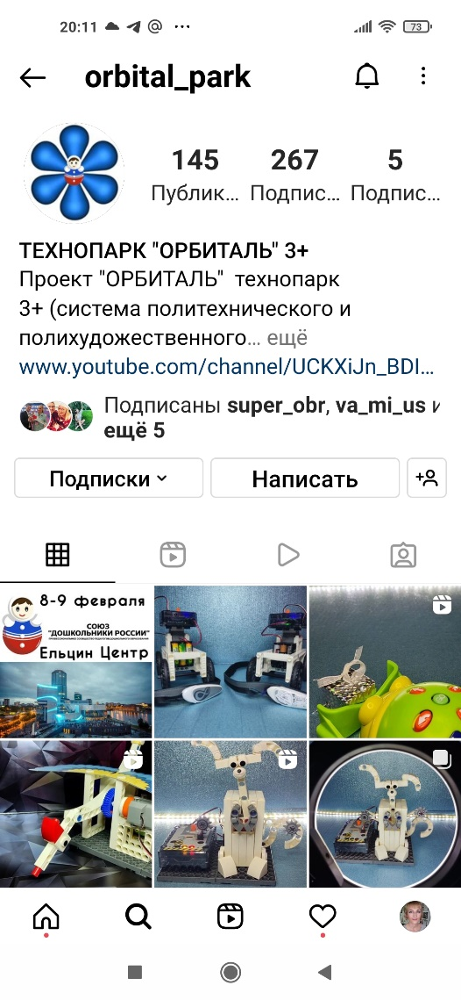 20:11
73
orbital_park
145
267
5
Публик...
Подпис...
Подпис...
ТЕХНОПАРК "ОРБИТАЛЬ" 3+
Проект "ОРБИТАЛЬ" технопарк
3+ (система политехнического и
полихудожественного... ещё
www.youtube.com/channel/UCKXiJn_BDI...
Подписаны super_obr, va_mi_us и
ещё 5
Подписки
Написать
8-9 февраля
СОЮЗ
"ДОШКОЛЬНИКИ РОССИИ"
Ельцин Центр